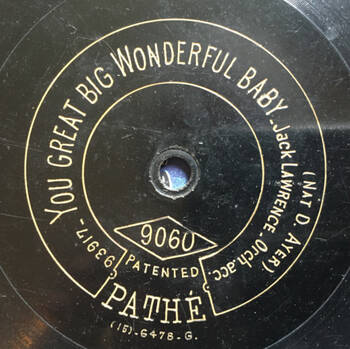 YOU GREAT BIG WONDERFUL BABY. Jack LAWRENCE. Orch. acc:
(NAT D. AYER)
9060
PATENTED
93917-
PATHÉ
(15)-6478-G.